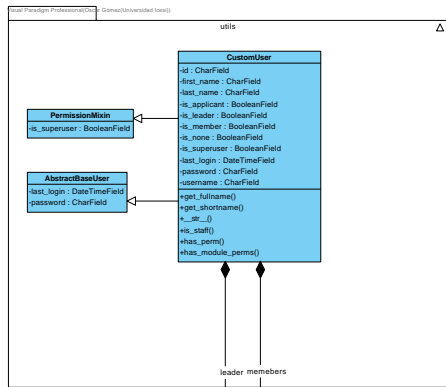 Visual Paradigm Professional(Oscar Gómez(Universidad Icesi))
utils
CustomUser
-id : CharField
-first_name : CharField
-last_name : CharField
-is_applicant : BooleanField
-is_leader : BooleanField
-is_member : BooleanField
-is_none : BooleanField
-is_superuser : BooleanField
-last_login : DateTimeField
-password : CharField
-username : CharField
+get_fullname()
+get_shortname()
+__str__()
+is_staff()
+has_perm()
+has_module_perms()
PermissionMixin
-is_superuser : BooleanField
AbstractBaseUser
-last_login : DateTimeField
-password : CharField
leader memebers